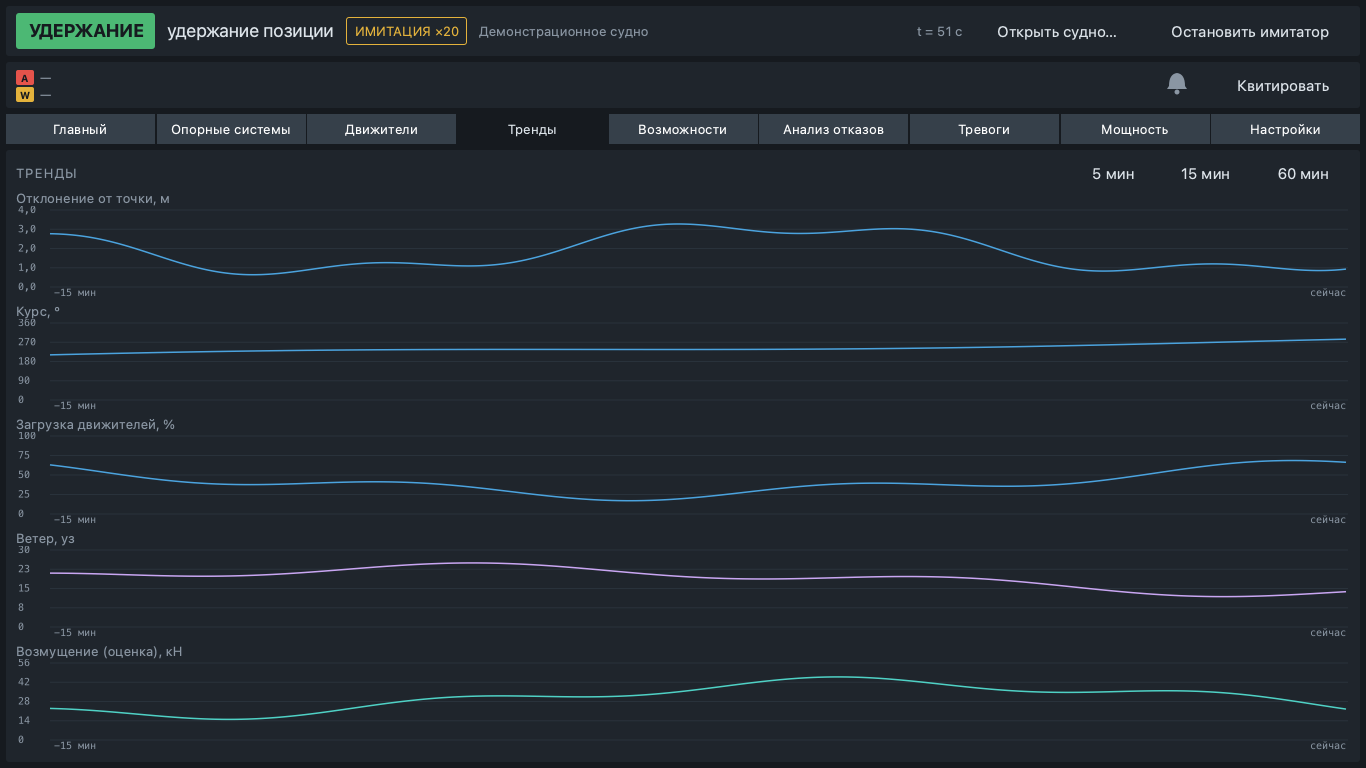 УДЕРЖАНИЕ удержание позиции ИМИТАЦИЯ ×20 Демонстрационное судно t = 51 с Открыть судно... Остановить имитатор
A —
W —
Квитировать
Главный Опорные системы Движители Тренды Возможности Анализ отказов Тревоги Мощность Настройки
ТРЕНДЫ 5 мин 15 мин 60 мин
Отклонение от точки, м
4,0
3,0
2,0
1,0
0,0
−15 мин сейчас
Курс, °
360
270
180
90
0
−15 мин сейчас
Загрузка движителей, %
100
75
50
25
0
−15 мин сейчас
Ветер, уз
30
23
15
8
0
−15 мин сейчас
Возмущение (оценка), кН
56
42
28
14
0
−15 мин сейчас